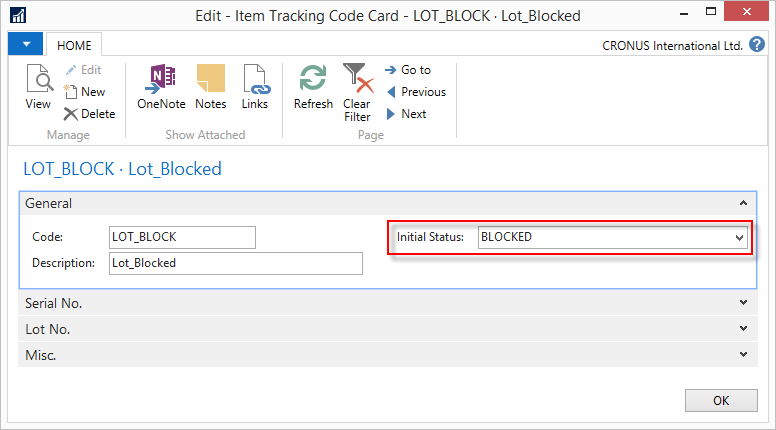 Edit - Item Tracking Code Card - LOT_BLOCK · Lot_Blocked
HOME
CRONUS International Ltd.
View
Edit
New
Delete
Manage
OneNote
Notes
Links
Show Attached
Refresh
Clear
Filter
Go to
Previous
Next
Page
LOT_BLOCK · Lot_Blocked
General
Code: LOT_BLOCK
Initial Status: BLOCKED
Description: Lot_Blocked
Serial No.
Lot No.
Misc.
OK